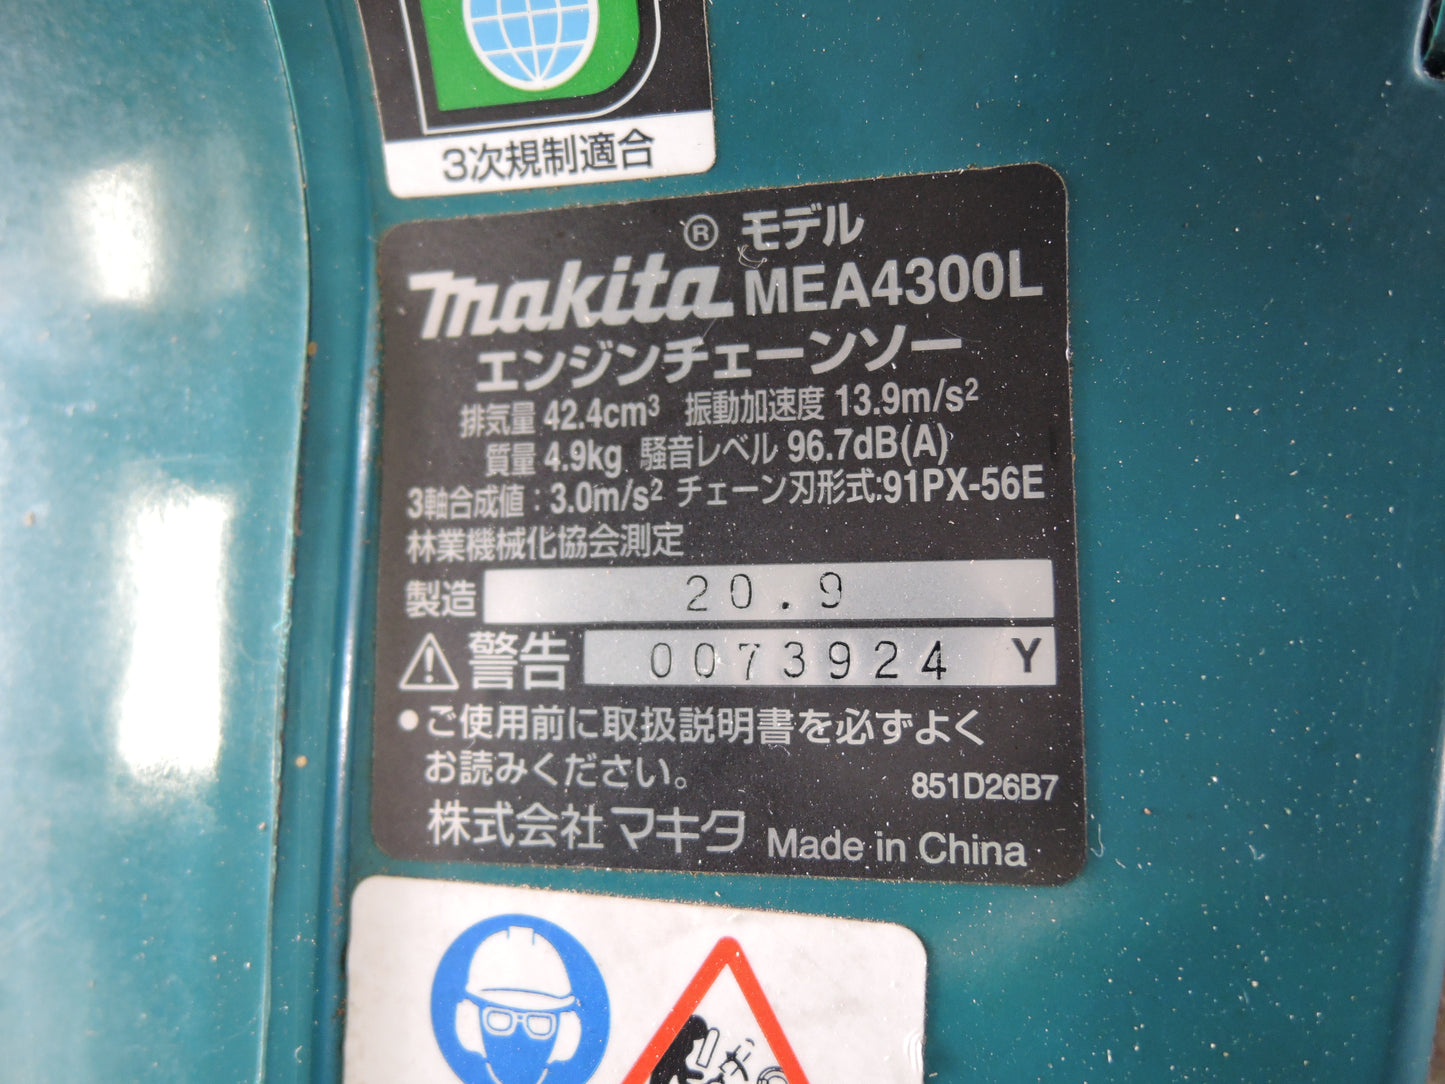 3次規制適合
® モデル
makita MEA4300L
エンジンチェーンソー
排気量 42.4cm³ 振動加速度 13.9m/s²
質量 4.9kg 騒音レベル 96.7dB(A)
3軸合成値：3.0m/s² チェーン刃形式:91PX-56E
林業機械化協会測定
製造 20.9
警告 0073924 Y
●ご使用前に取扱説明書を必ずよく
お読みください。
851D26B7
株式会社マキタ Made in China